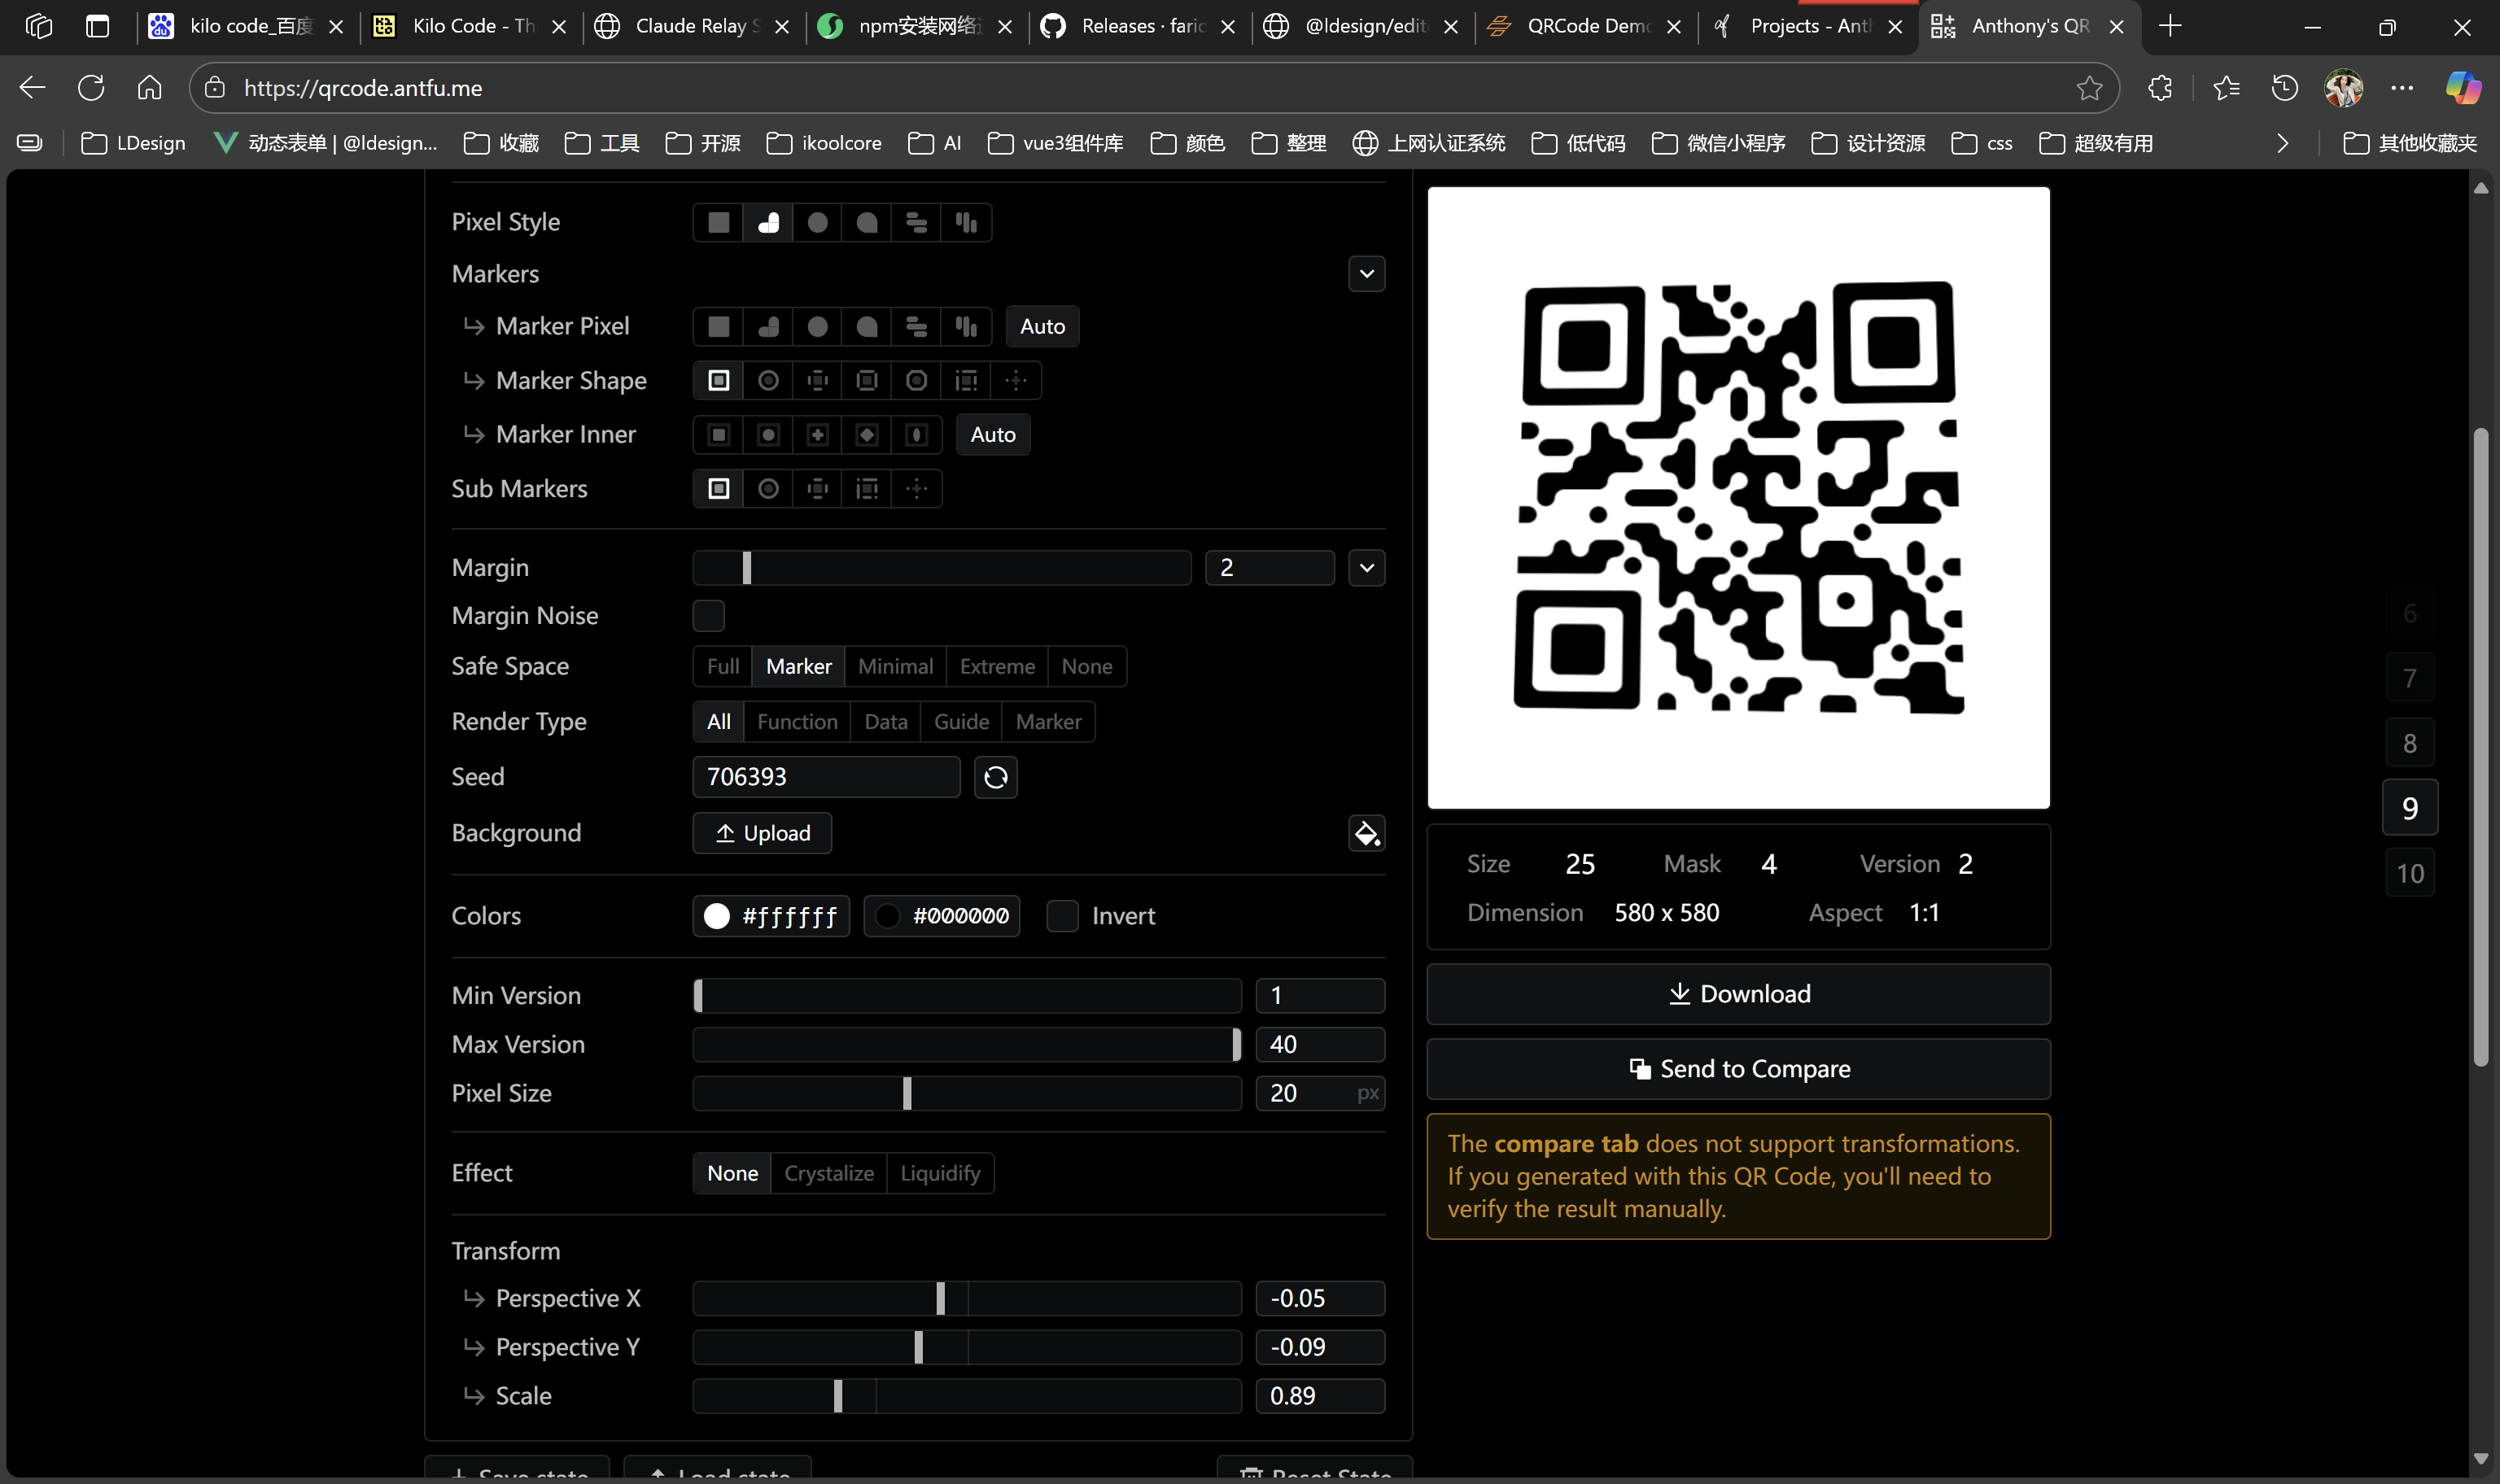 kilo code_百度
Kilo Code - Th
Claude Relay S
npm安装网络
Releases · faric
@ldesign/edit
QRCode Demo
Projects - Anth
Anthony's QR
https://qrcode.antfu.me
LDesign
动态表单 | @ldesign...
收藏
工具
开源
ikoolcore
AI
vue3组件库
颜色
整理
上网认证系统
低代码
微信小程序
设计资源
css
超级有用
其他收藏夹
Pixel Style
Markers
Marker Pixel
Auto
Marker Shape
Marker Inner
Auto
Sub Markers
Margin
2
Margin Noise
Safe Space
Full
Marker
Minimal
Extreme
None
Render Type
All
Function
Data
Guide
Marker
Seed
706393
Background
Upload
Colors
#ffffff
#000000
Invert
Min Version
1
Max Version
40
Pixel Size
20 px
Effect
None
Crystalize
Liquidify
Transform
Perspective X
-0.05
Perspective Y
-0.09
Scale
0.89
Save state
Load state
Reset State
Size 25
Mask 4
Version 2
Dimension 580 x 580
Aspect 1:1
Download
Send to Compare
The compare tab does not support transformations.
If you generated with this QR Code, you'll need to
verify the result manually.
6
7
8
9
10